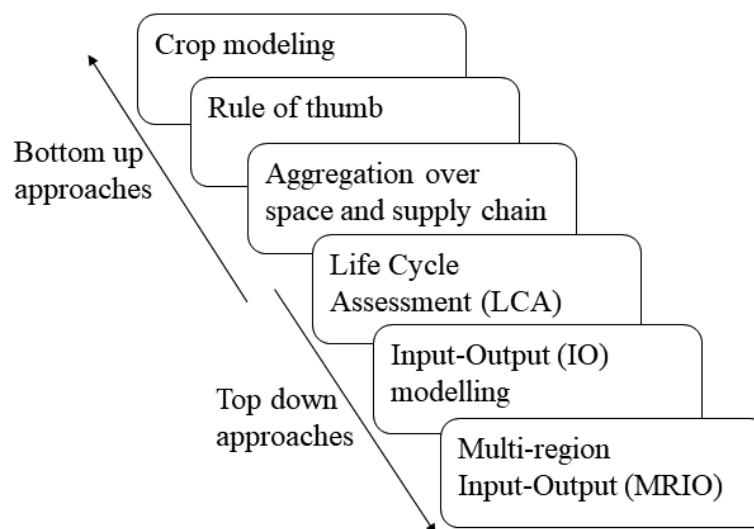 Crop modeling
Rule of thumb
Bottom up
approaches
Aggregation over
space and supply chain
Life Cycle
Assessment (LCA)
Input-Output (IO)
modelling
Top down
approaches
Multi-region
Input-Output (MRIO)